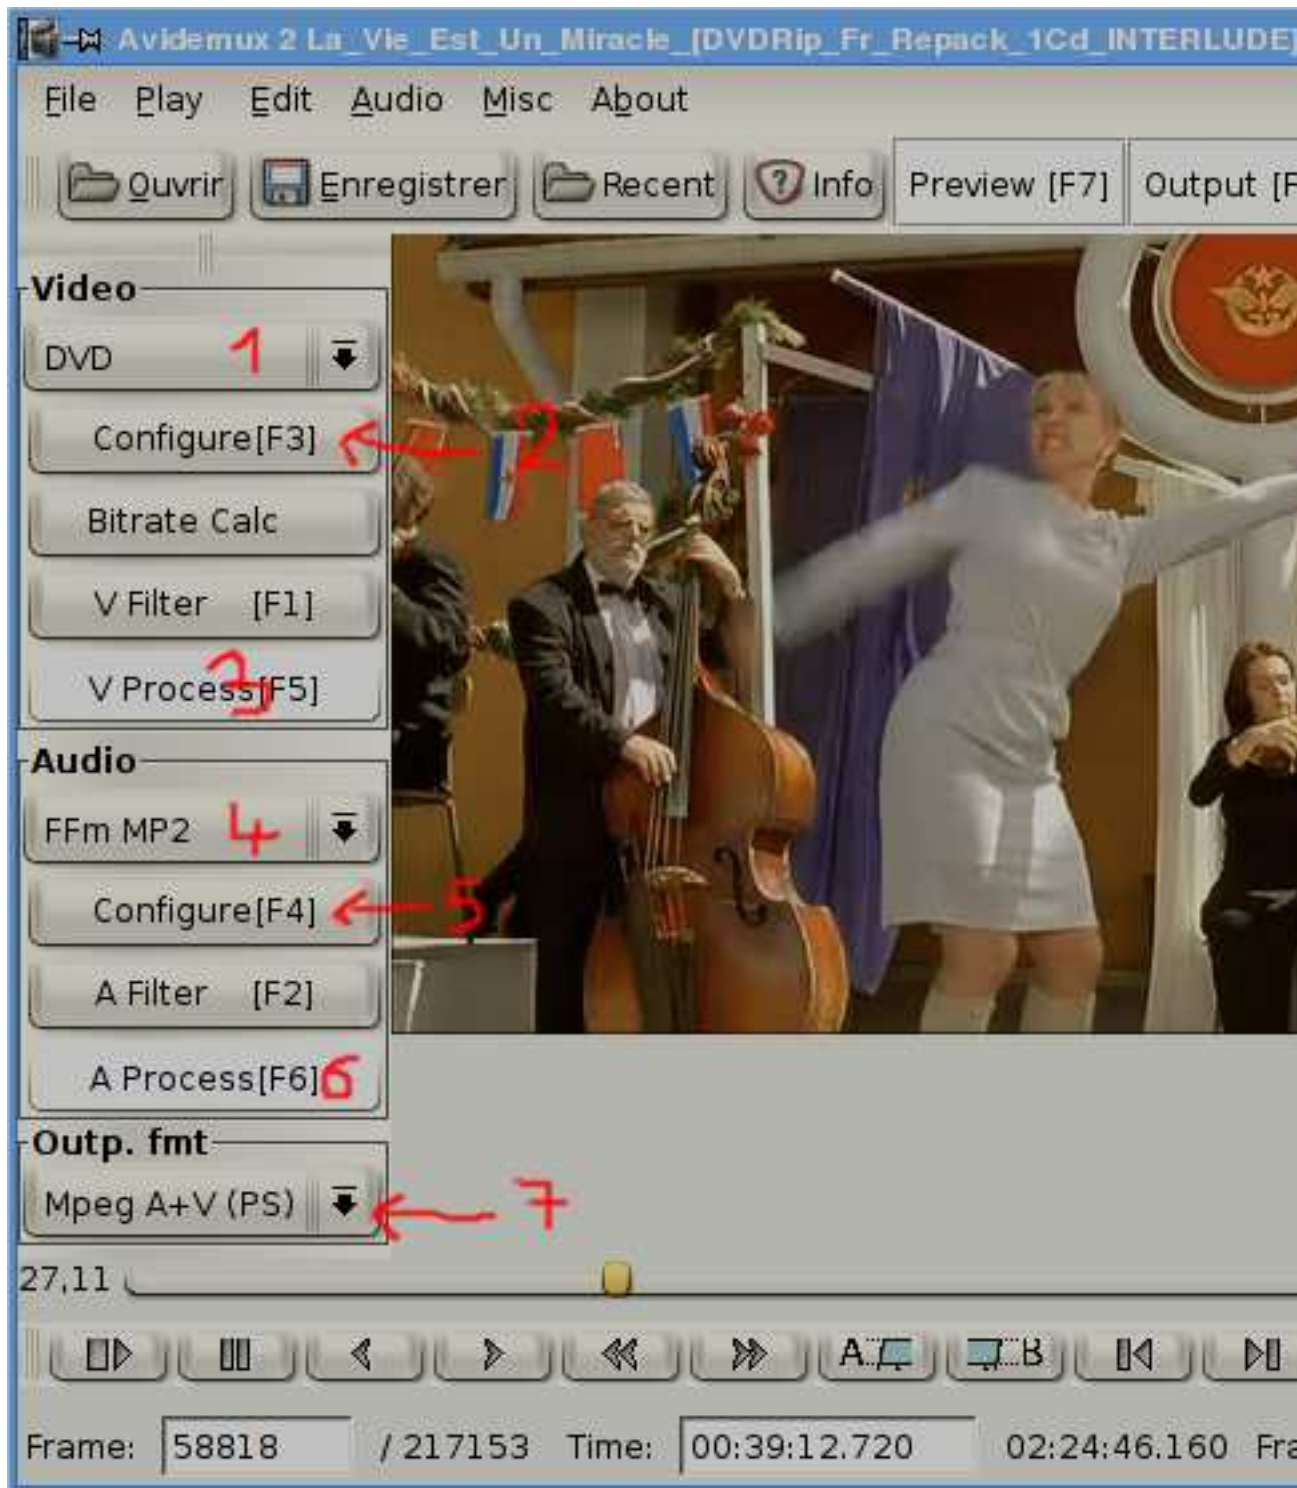 Avidemux 2 La_Vie_Est_Un_Miracle_[DVDRip_Fr_Repack_1Cd_INTERLUDE]
File Play Edit Audio Misc About
Ouvrir Enregistrer Recent Info Preview [F7] Output [F
Video
DVD 1
Configure[F3] 2
Bitrate Calc
V Filter [F1]
V Process[F5] 3
Audio
FFm MP2 4
Configure[F4] 5
A Filter [F2]
A Process[F6] 6
Outp. fmt
Mpeg A+V (PS) 7
27,11
A B
Frame: 58818 / 217153 Time: 00:39:12.720 02:24:46.160 Fra